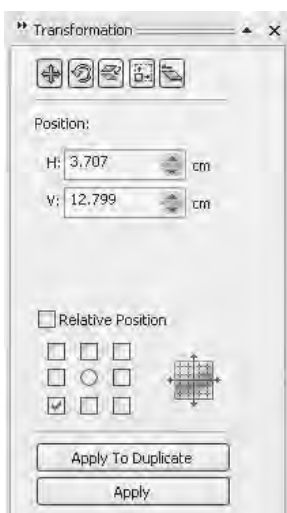 Transformation
Position:
H: 3.707 cm
V: 12.799 cm
Relative Position
Apply To Duplicate
Apply